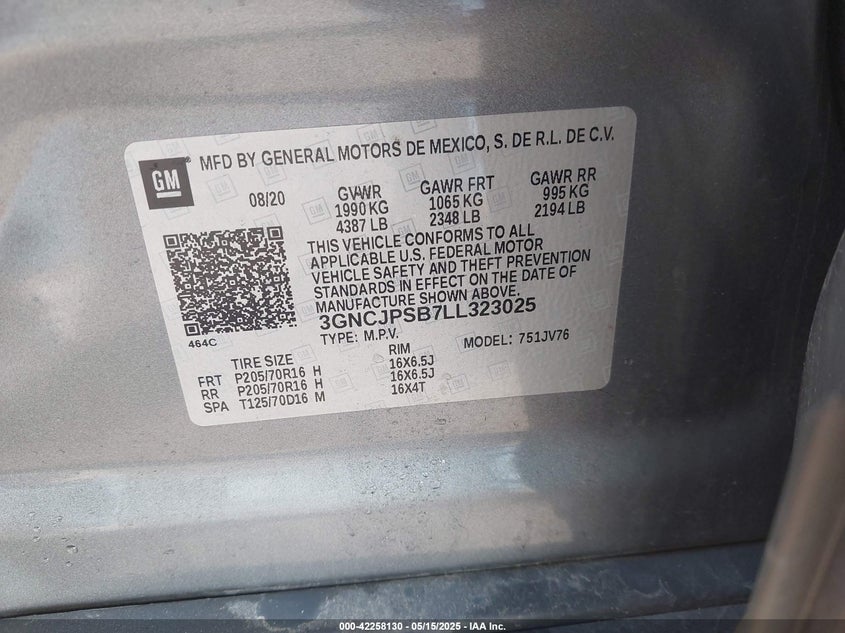 GM
MFD BY GENERAL MOTORS DE MEXICO, S. DE R.L. DE C.V.
08/20 GVWR GAWR FRT GAWR RR
1990 KG 1065 KG 995 KG
4387 LB 2348 LB 2194 LB
THIS VEHICLE CONFORMS TO ALL
APPLICABLE U.S. FEDERAL MOTOR
VEHICLE SAFETY AND THEFT PREVENTION
STANDARDS IN EFFECT ON THE DATE OF
MANUFACTURE SHOWN ABOVE.
3GNCJPSB7LL323025
464C TYPE: M.P.V. MODEL: 751JV76
TIRE SIZE RIM
FRT P205/70R16 H 16X6.5J
RR P205/70R16 H 16X6.5J
SPA T125/70D16 M 16X4T
000-42258130 - 05/15/2025 - IAA Inc.